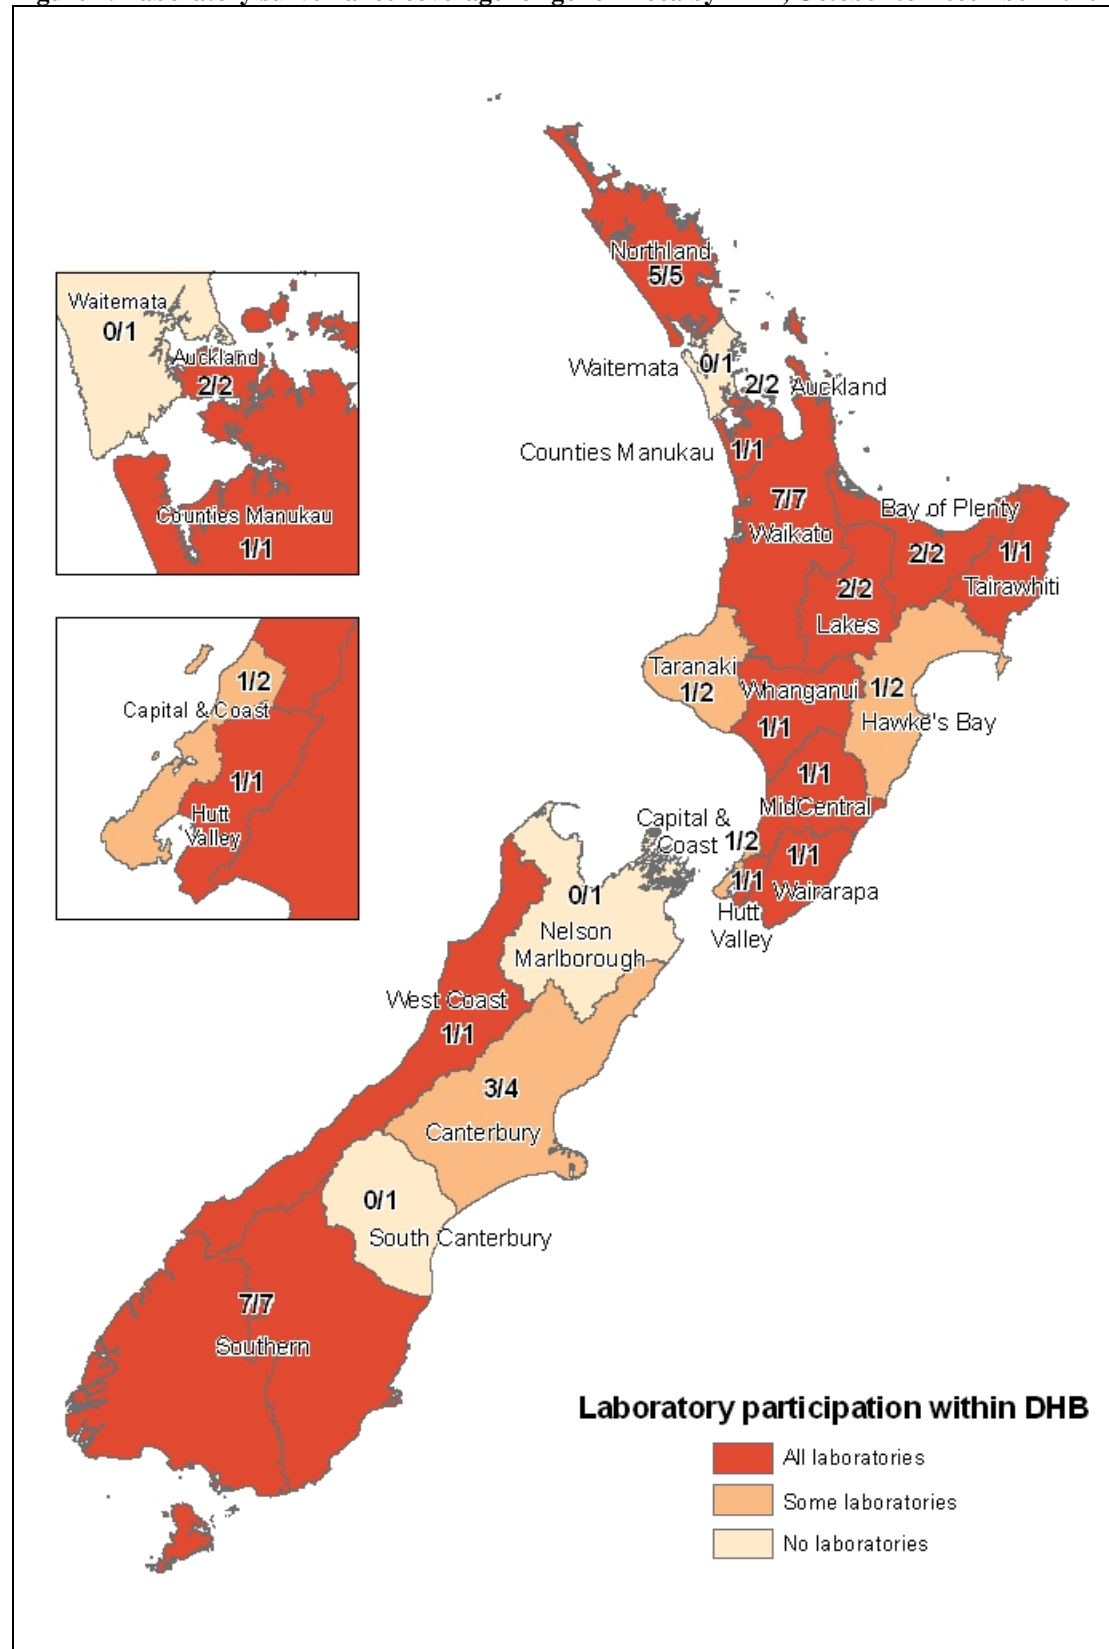 Northland
5/5
Waitemata
0/1
Auckland
2/2
Counties Manukau
1/1
Waitemata
0/1
2/2 Auckland
Counties Manukau 1/1
7/7
Waikato
Bay of Plenty
2/2
1/1
Tairawhiti
2/2
Lakes
Taranaki
1/2
Whanganui
1/1
1/2
Hawke's Bay
1/2
Capital & Coast
1/1
Hutt
Valley
1/1
MidCentral
Capital &
Coast 1/2
1/1
Wairarapa
1/1
Hutt
Valley
0/1
Nelson
Marlborough
West Coast
1/1
3/4
Canterbury
0/1
South Canterbury
7/7
Southern
Laboratory participation within DHB
All laboratories
Some laboratories
No laboratories